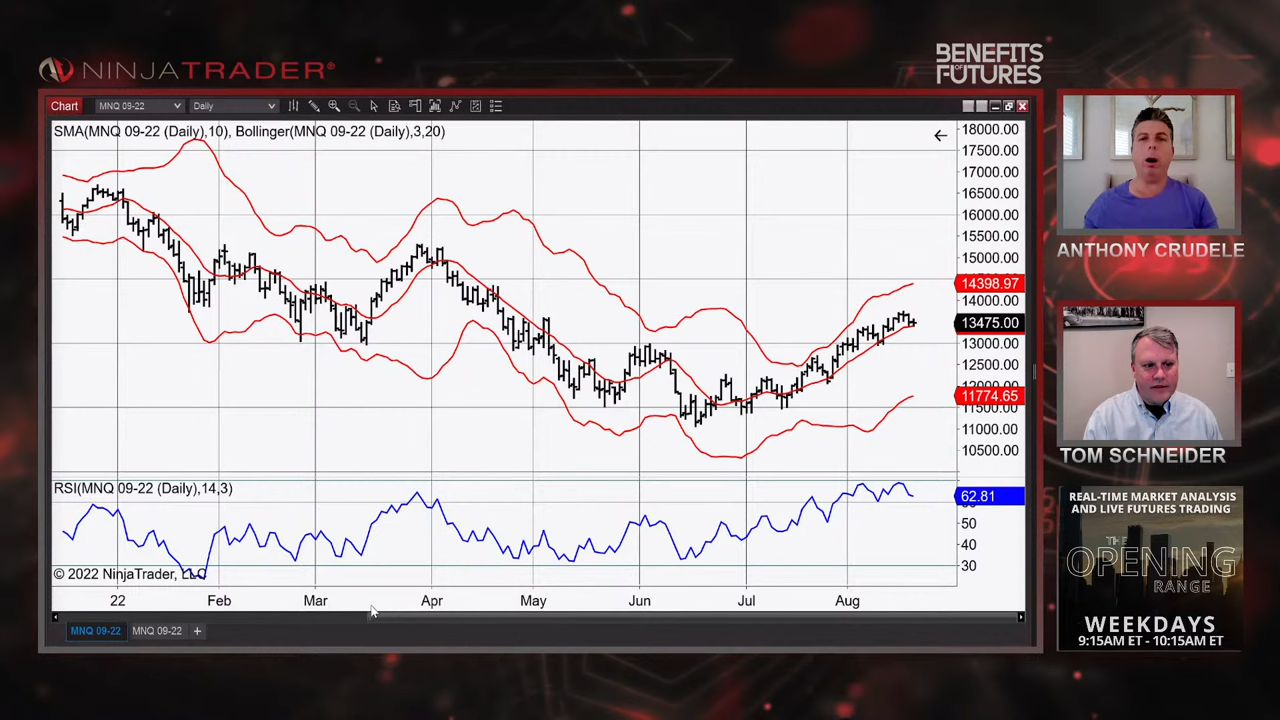 NINJATRADER®
BENEFITS
OF
FUTURES
Chart
MNQ 09-22
Daily
SMA(MNQ 09-22 (Daily),10), Bollinger(MNQ 09-22 (Daily),3,20)
18000.00
17500.00
17000.00
16500.00
16000.00
15500.00
15000.00
14398.97
14000.00
13475.00
13000.00
12500.00
12000.00
11774.65
11500.00
11000.00
10500.00
RSI(MNQ 09-22 (Daily),14,3)
62.81
50
40
30
© 2022 NinjaTrader, LLC
22
Feb
Mar
Apr
May
Jun
Jul
Aug
MNQ 09-22
MNQ 09-22
+
ANTHONY CRUDELE
TOM SCHNEIDER
REAL-TIME MARKET ANALYSIS
AND LIVE FUTURES TRADING
THE
OPENING
RANGE
WEEKDAYS
9:15AM ET - 10:15AM ET